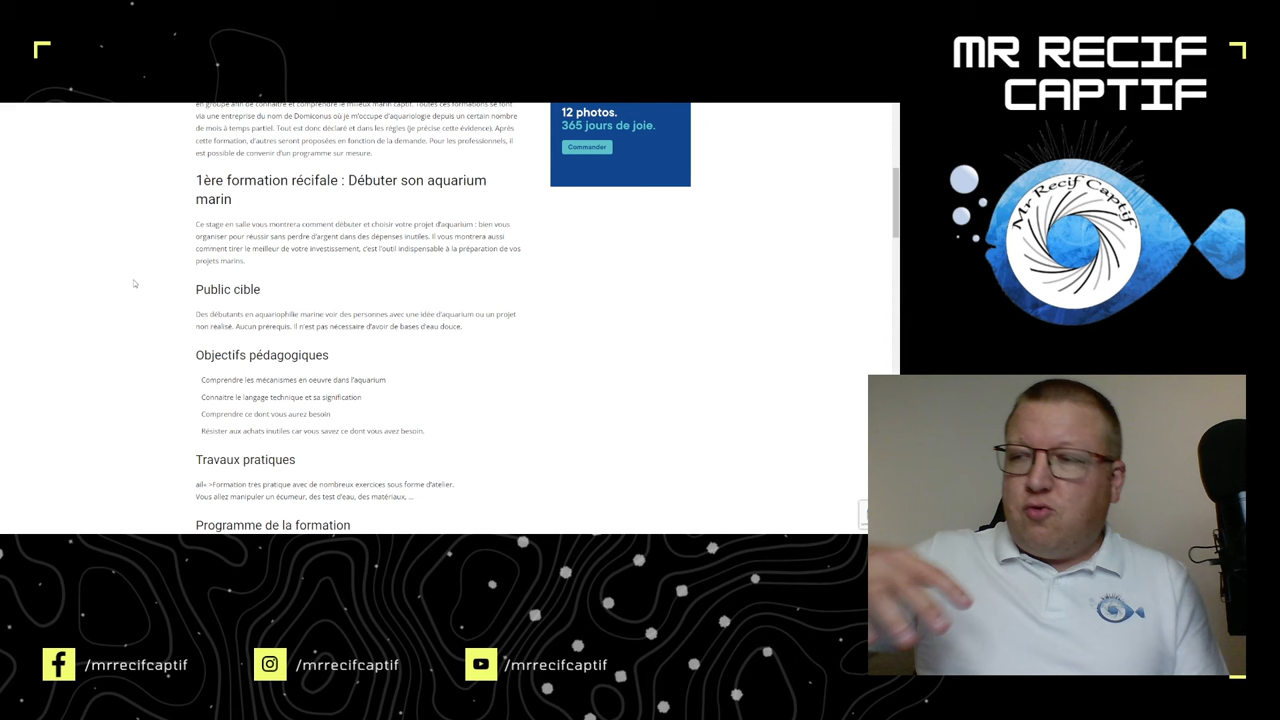 MR RECIF
CAPTIF
Mr Recif Captif
en groupe afin de connaitre et comprendre le milieux marin captif. Toutes ces formations se font
via une entreprise du nom de Domiconus où je m'occupe d'aquariologie depuis un certain nombre
de mois à temps partiel. Tout est donc déclaré et dans les règles (je précise cette évidence). Après
cette formation, d'autres seront proposées en fonction de la demande. Pour les professionnels, il
est possible de convenir d'un programme sur mesure.
12 photos.
365 jours de joie.
Commander
1ère formation récifale : Débuter son aquarium
marin
Ce stage en salle vous montrera comment débuter et choisir votre projet d'aquarium : bien vous
organiser pour réussir sans perdre d'argent dans des dépenses inutiles. Il vous montrera aussi
comment tirer le meilleur de votre investissement, c'est l'outil indispensable à la préparation de vos
projets marins.
Public cible
Des débutants en aquariophilie marine voir des personnes avec une idée d'aquarium ou un projet
non réalisé. Aucun prérequis. Il n'est pas nécessaire d'avoir de bases d'eau douce.
Objectifs pédagogiques
Comprendre les mécanismes en oeuvre dans l'aquarium
Connaitre le langage technique et sa signification
Comprendre ce dont vous aurez besoin
Résister aux achats inutiles car vous savez ce dont vous avez besoin.
Travaux pratiques
ail« >Formation très pratique avec de nombreux exercices sous forme d'atelier.
Vous allez manipuler un écumeur, des test d'eau, des matériaux, ...
Programme de la formation
/mrrecifcaptif
/mrrecifcaptif
/mrrecifcaptif